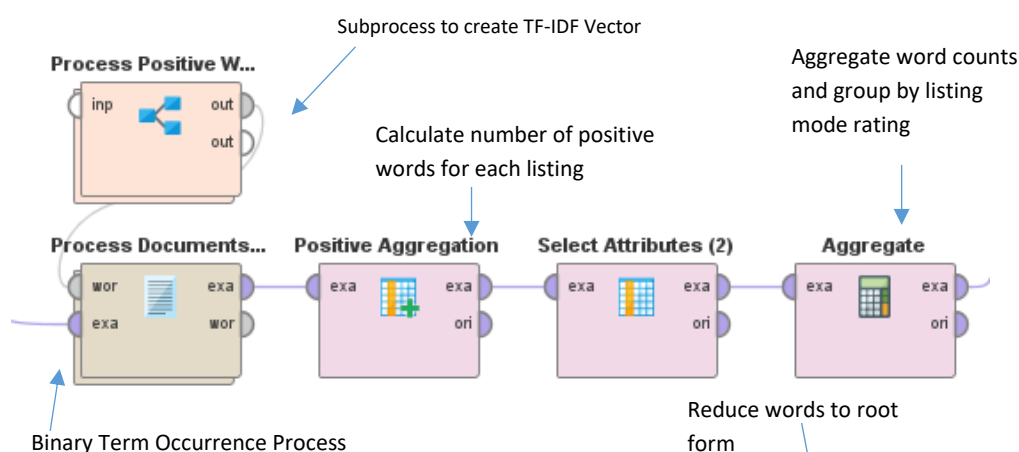 Subprocess to create TF-IDF Vector
Process Positive W...
inp
out
out
Aggregate word counts
and group by listing
mode rating
Calculate number of positive
words for each listing
Process Documents...
wor
exa
exa
wor
Positive Aggregation
exa
exa
ori
Select Attributes (2)
exa
exa
ori
Aggregate
exa
exa
ori
Binary Term Occurrence Process
Reduce words to root
form